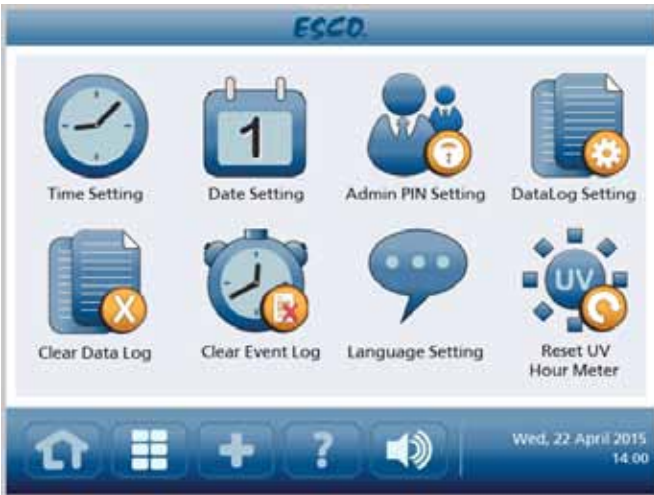 ESCO
1
Time Setting
Date Setting
Admin PIN Setting
DataLog Setting
UV
X
Clear Data Log
Clear Event Log
Language Setting
Reset UV
Hour Meter
?
Wed, 22 April 2015
14:00